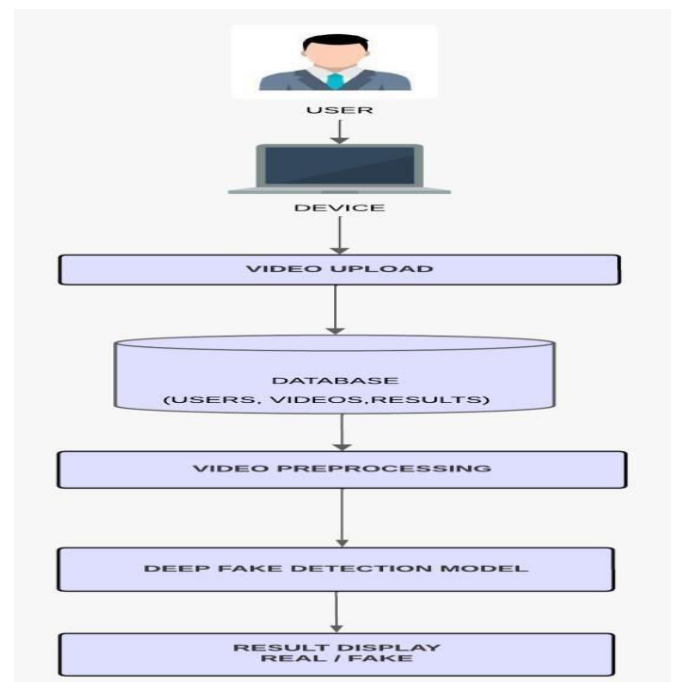 USER
DEVICE
VIDEO UPLOAD
DATABASE
(USERS, VIDEOS,RESULTS)
VIDEO PREPROCESSING
DEEP FAKE DETECTION MODEL
RESULT DISPLAY
REAL / FAKE